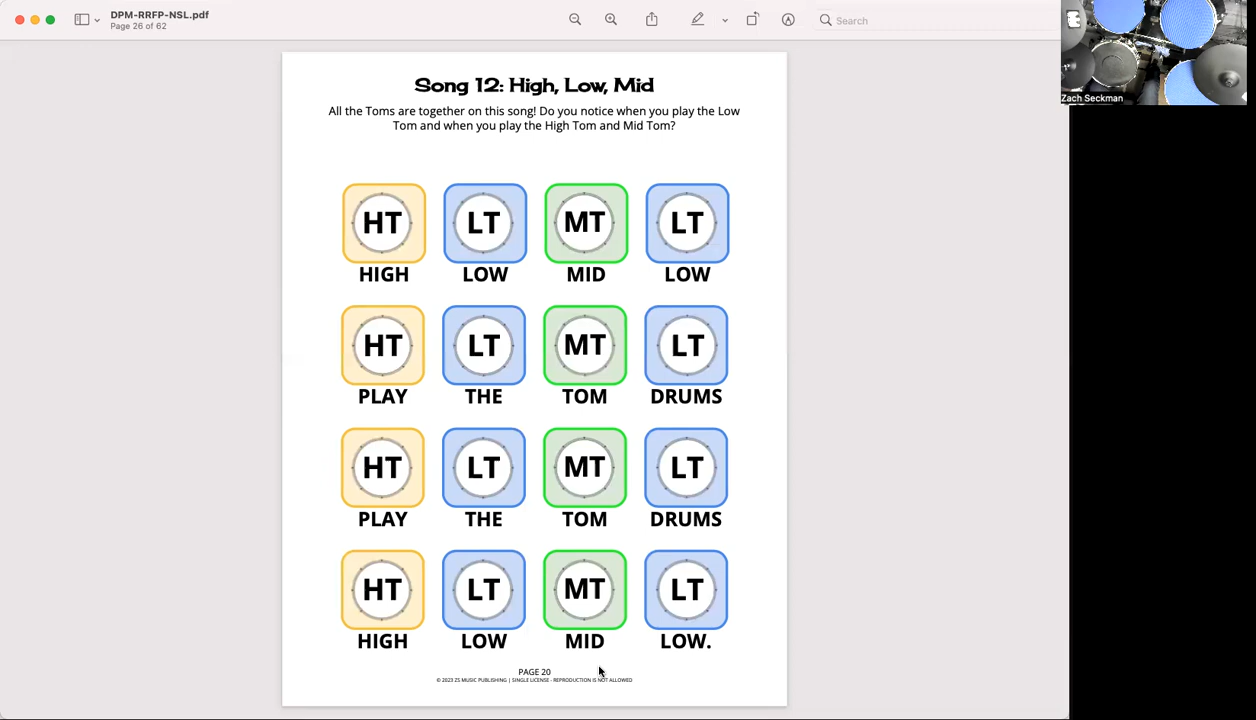 DPM-RRFP-NSL.pdf
Page 26 of 62
Search
Zach Seckman
Song 12: High, Low, Mid
All the Toms are together on this song! Do you notice when you play the Low
Tom and when you play the High Tom and Mid Tom?
HT LT MT LT
HIGH LOW MID LOW
HT LT MT LT
PLAY THE TOM DRUMS
HT LT MT LT
PLAY THE TOM DRUMS
HT LT MT LT
HIGH LOW MID LOW.
PAGE 20
© 2023 ZS MUSIC PUBLISHING | SINGLE LICENSE - REPRODUCTION IS NOT ALLOWED